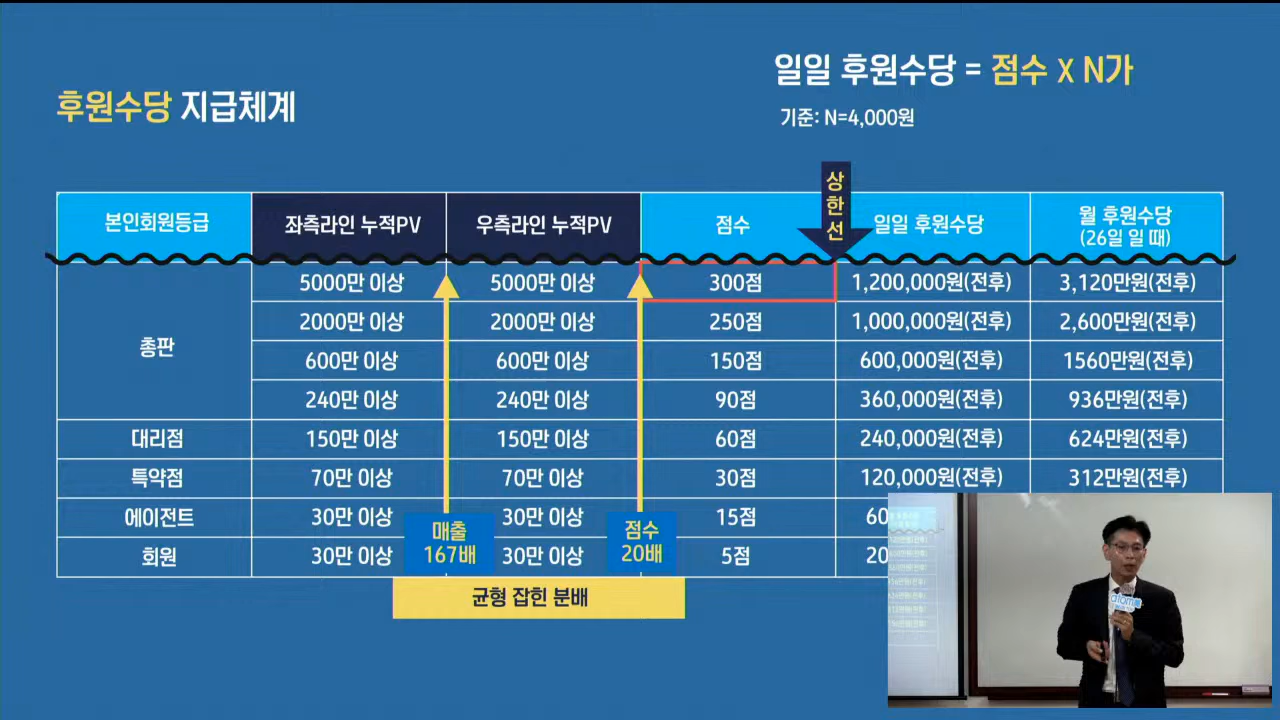 일일 후원수당 = 점수 X N가
후원수당 지급체계
기준: N=4,000원
상한선
본인회원등급 좌측라인 누적PV 우측라인 누적PV 점수 일일 후원수당 월 후원수당
(26일 일 때)
총판
5000만 이상 5000만 이상 300점 1,200,000원(전후) 3,120만원(전후)
2000만 이상 2000만 이상 250점 1,000,000원(전후) 2,600만원(전후)
600만 이상 600만 이상 150점 600,000원(전후) 1560만원(전후)
240만 이상 240만 이상 90점 360,000원(전후) 936만원(전후)
대리점 150만 이상 150만 이상 60점 240,000원(전후) 624만원(전후)
특약점 70만 이상 70만 이상 30점 120,000원(전후) 312만원(전후)
에이전트 30만 이상 30만 이상 15점 60
회원 30만 이상 30만 이상 5점 20
매출
167배
점수
20배
균형 잡힌 분배